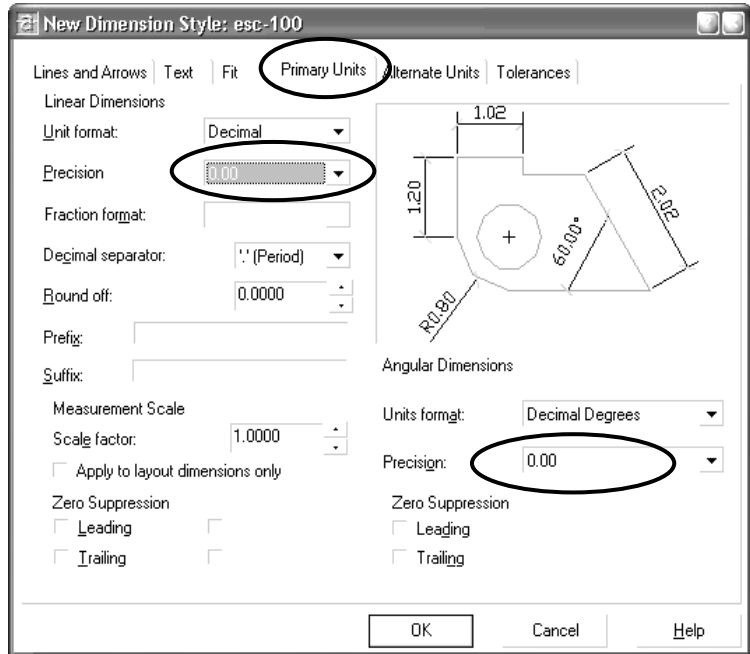 New Dimension Style: esc-100
Lines and Arrows Text Fit Primary Units Alternate Units Tolerances
Linear Dimensions
Unit format: Decimal
Precision 0.00
Fraction format:
Decimal separator: '.' (Period)
Round off: 0.0000
Prefix:
Suffix:
Measurement Scale
Scale factor: 1.0000
Apply to layout dimensions only
Zero Suppression
Leading
Trailing
1.02
1.20
2.02
60.00°
R0.80
Angular Dimensions
Units format: Decimal Degrees
Precision: 0.00
Zero Suppression
Leading
Trailing
OK Cancel Help